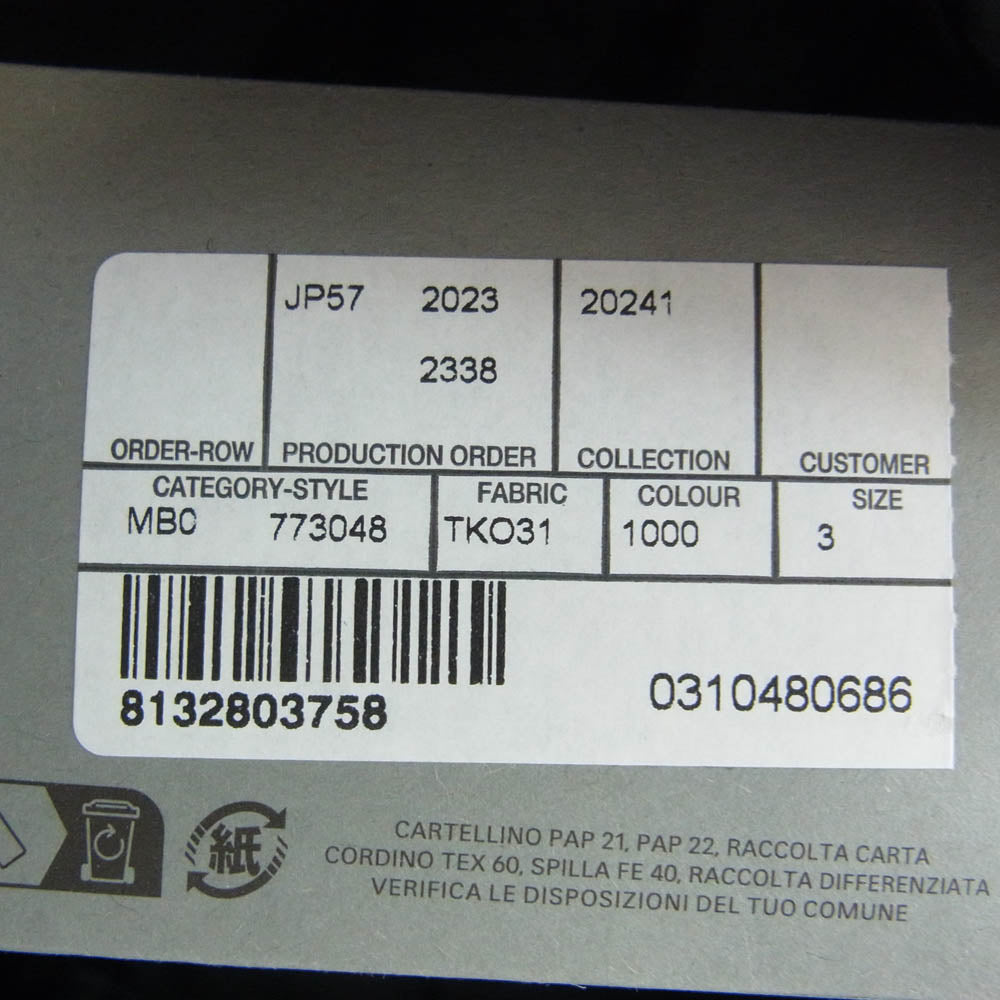 JP57 2023 20241
2338
ORDER-ROW PRODUCTION ORDER COLLECTION CUSTOMER
CATEGORY-STYLE FABRIC COLOUR SIZE
MBC 773048 TKO31 1000 3
8132803758 0310480686
紙
CARTELLINO PAP 21, PAP 22, RACCOLTA CARTA
CORDINO TEX 60, SPILLA FE 40, RACCOLTA DIFFERENZIATA
VERIFICA LE DISPOSIZIONI DEL TUO COMUNE